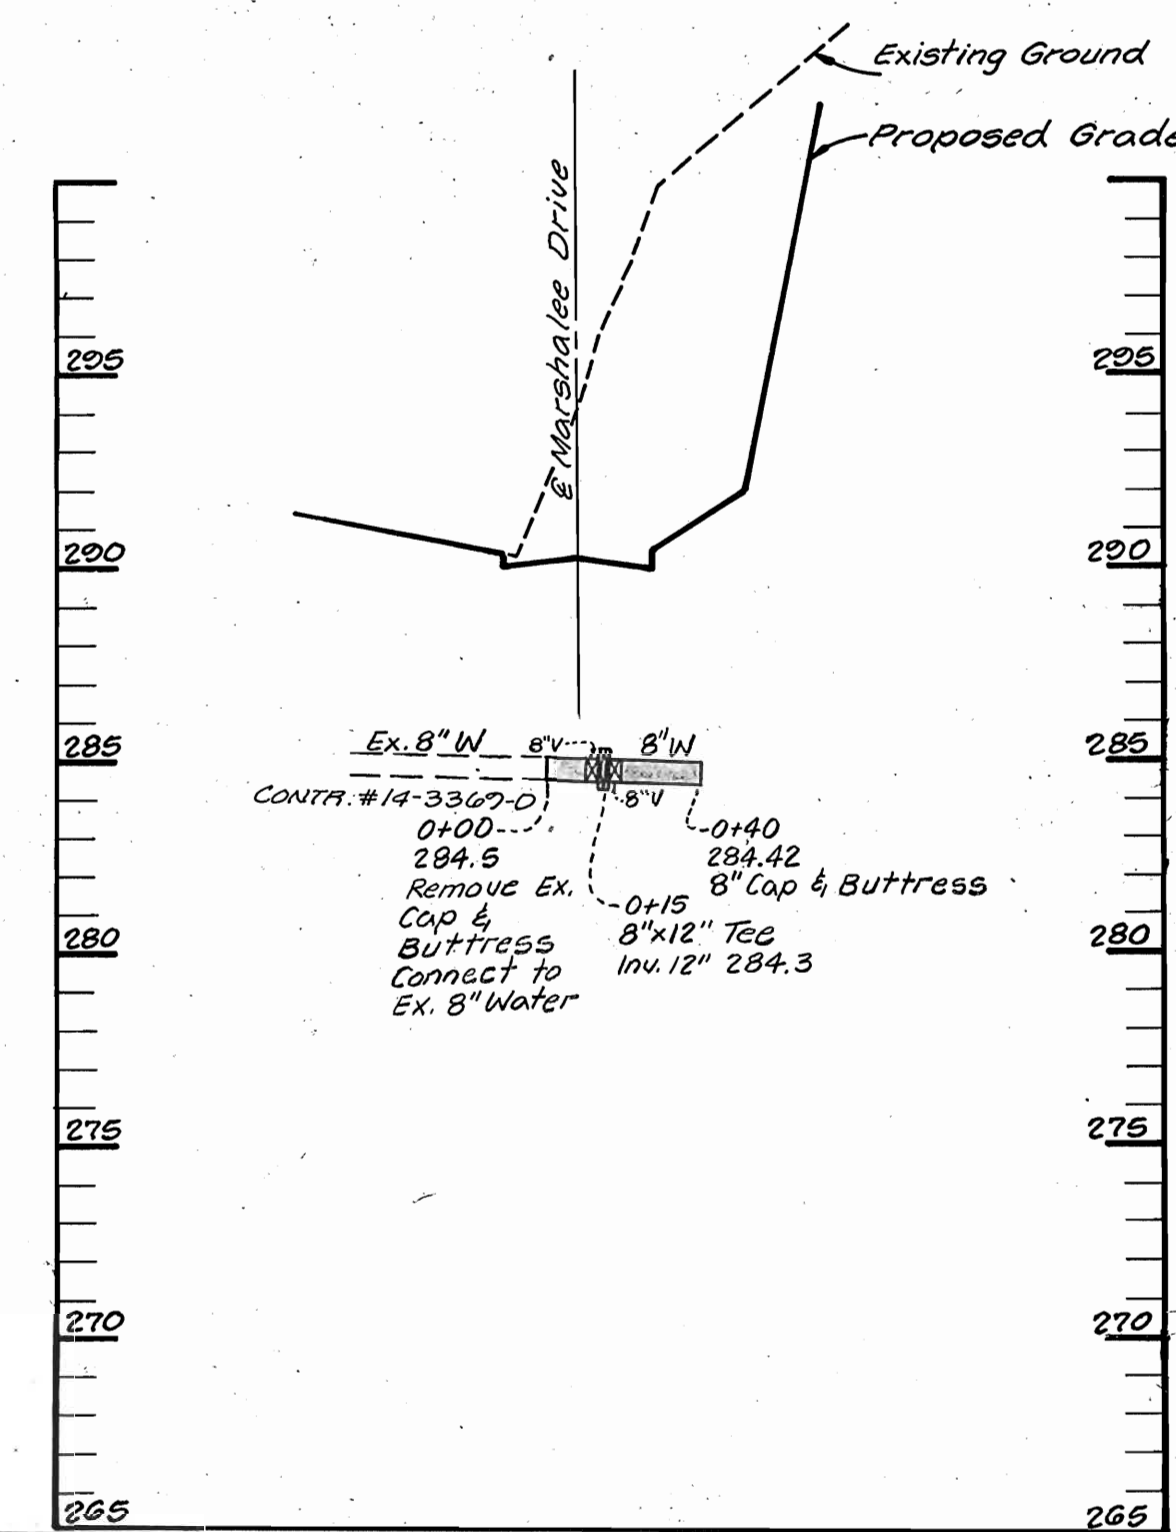 Existing Ground
Proposed Grade
℄ Marshalee Drive
295
295
290
290
285
285
Ex. 8" W
8"V
8"W
CONTR. #14-3369-D
8"V
0+00
284.5
Remove Ex.
Cap &
Buttress
Connect to
Ex. 8" Water
0+40
284.42
8" Cap & Buttress
0+15
8"x12" Tee
Inv. 12" 284.3
280
280
275
275
270
270
265
265